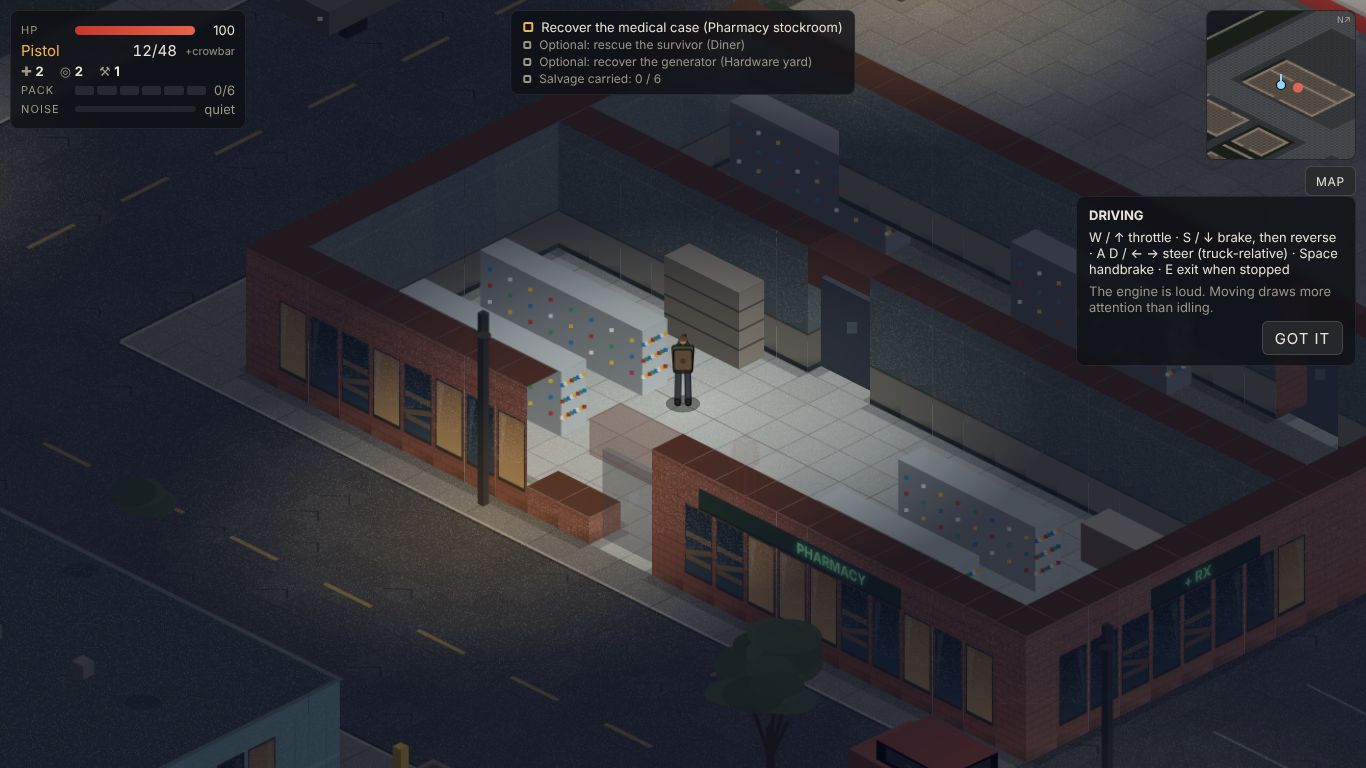 HP 100
Pistol 12/48 +crowbar
2 2 1
PACK 0/6
NOISE quiet
Recover the medical case (Pharmacy stockroom)
Optional: rescue the survivor (Diner)
Optional: recover the generator (Hardware yard)
Salvage carried: 0 / 6
N↗
MAP
DRIVING
W / ↑ throttle · S / ↓ brake, then reverse
· A D / ← → steer (truck-relative) · Space
handbrake · E exit when stopped
The engine is loud. Moving draws more
attention than idling.
GOT IT
PHARMACY
+ RX